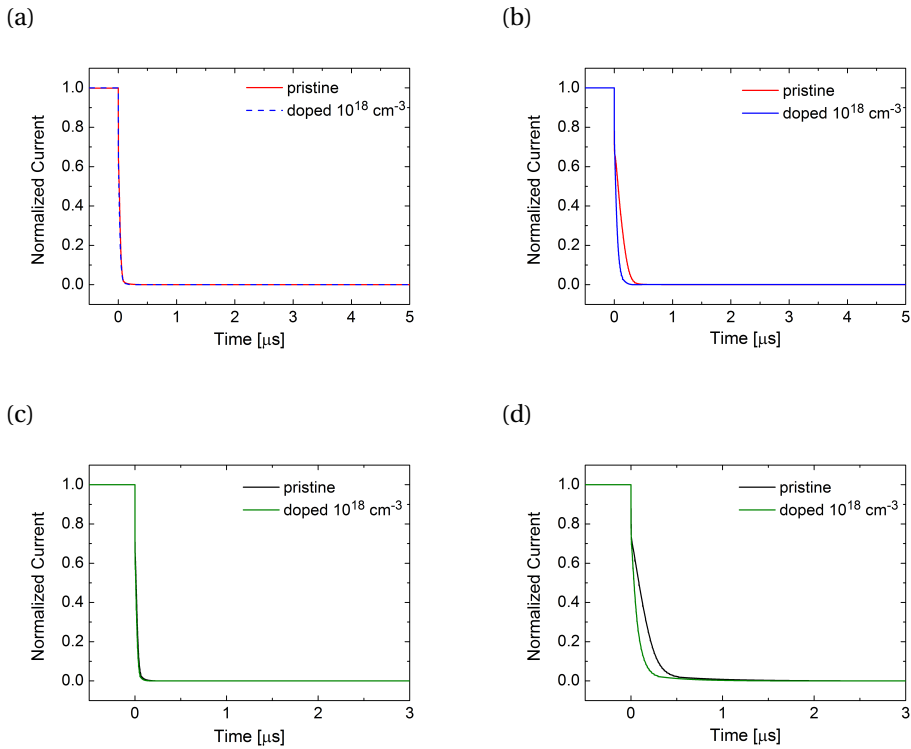 (a)
pristine
doped 10¹⁸ cm⁻³
1.0
0.8
0.6
0.4
0.2
0.0
Normalized Current
0 1 2 3 4 5
Time [μs]
(b)
pristine
doped 10¹⁸ cm⁻³
1.0
0.8
0.6
0.4
0.2
0.0
Normalized Current
0 1 2 3 4 5
Time [μs]
(c)
pristine
doped 10¹⁸ cm⁻³
1.0
0.8
0.6
0.4
0.2
0.0
Normalized Current
0 1 2 3
Time [μs]
(d)
pristine
doped 10¹⁸ cm⁻³
1.0
0.8
0.6
0.4
0.2
0.0
Normalized Current
0 1 2 3
Time [μs]